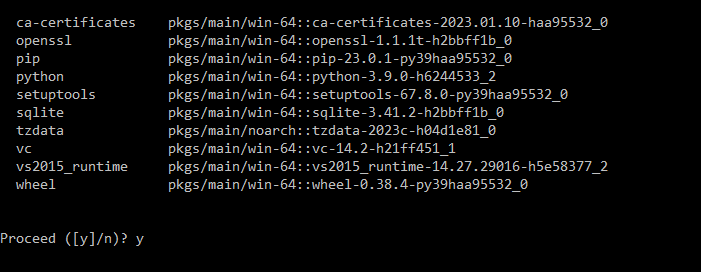 ca-certificates pkgs/main/win-64::ca-certificates-2023.01.10-haa95532_0
openssl pkgs/main/win-64::openssl-1.1.1t-h2bbff1b_0
pip pkgs/main/win-64::pip-23.0.1-py39haa95532_0
python pkgs/main/win-64::python-3.9.0-h6244533_2
setuptools pkgs/main/win-64::setuptools-67.8.0-py39haa95532_0
sqlite pkgs/main/win-64::sqlite-3.41.2-h2bbff1b_0
tzdata pkgs/main/noarch::tzdata-2023c-h04d1e81_0
vc pkgs/main/win-64::vc-14.2-h21ff451_1
vs2015_runtime pkgs/main/win-64::vs2015_runtime-14.27.29016-h5e58377_2
wheel pkgs/main/win-64::wheel-0.38.4-py39haa95532_0
Proceed ([y]/n)? y